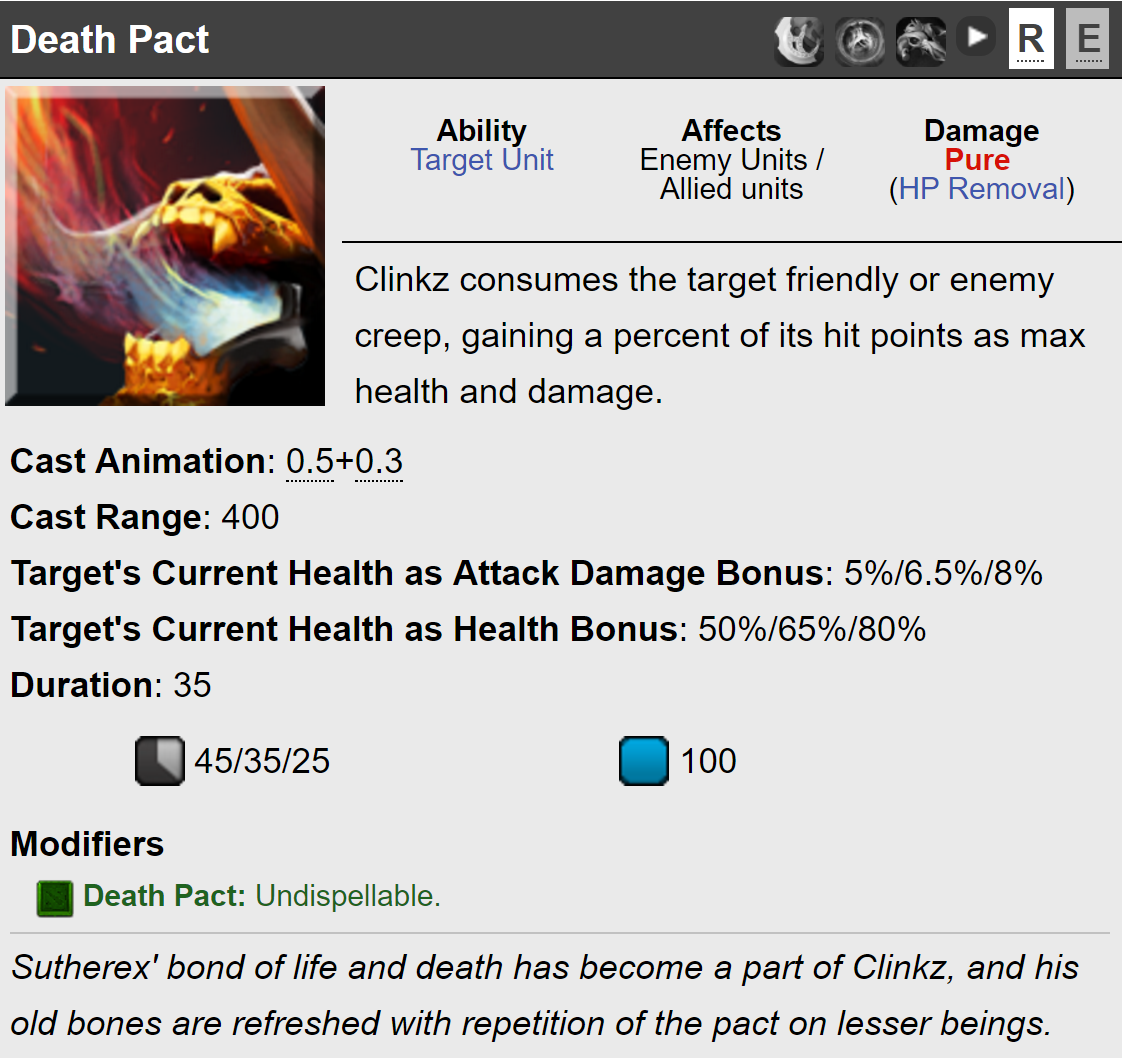 Death Pact
R
E
Ability
Target Unit
Affects
Enemy Units /
Allied units
Damage
Pure
(HP Removal)
Clinkz consumes the target friendly or enemy
creep, gaining a percent of its hit points as max
health and damage.
Cast Animation: 0.5+0.3
Cast Range: 400
Target's Current Health as Attack Damage Bonus: 5%/6.5%/8%
Target's Current Health as Health Bonus: 50%/65%/80%
Duration: 35
45/35/25
100
Modifiers
Death Pact: Undispellable.
Sutherex' bond of life and death has become a part of Clinkz, and his
old bones are refreshed with repetition of the pact on lesser beings.